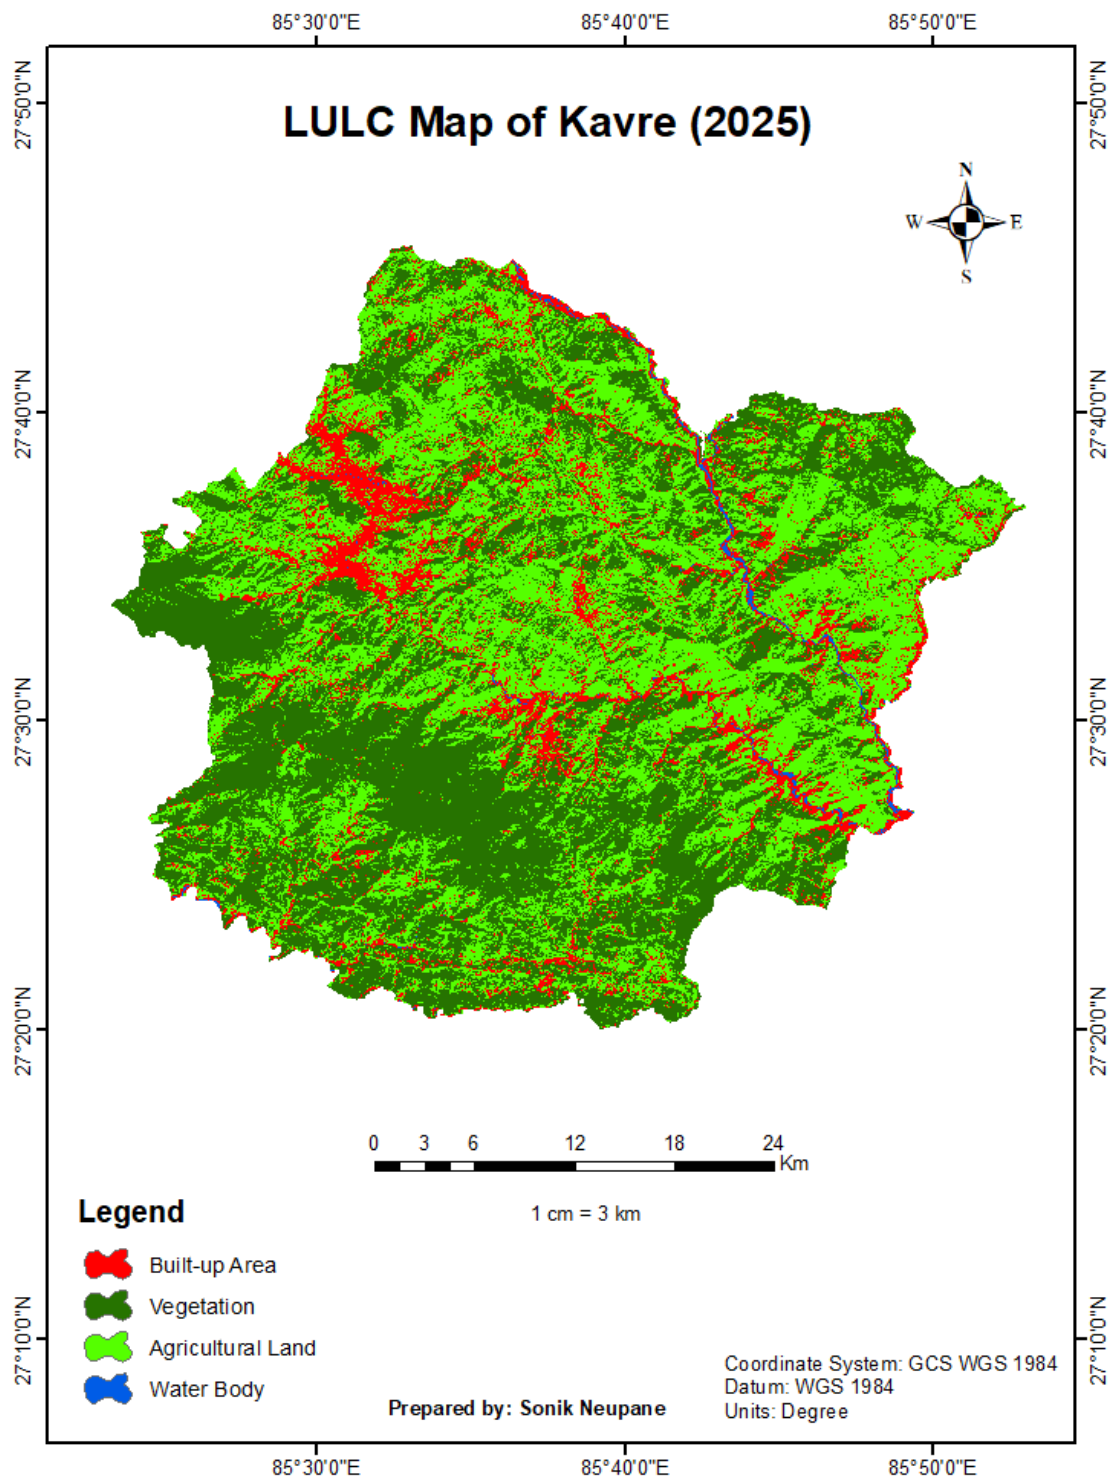 85°30'0"E 85°40'0"E 85°50'0"E
27°50'0"N 27°50'0"N
LULC Map of Kavre (2025)
N
W E
S
27°40'0"N 27°40'0"N
27°30'0"N 27°30'0"N
27°20'0"N 27°20'0"N
0 3 6 12 18 24
Km
1 cm = 3 km
Legend
Built-up Area
Vegetation
Agricultural Land
Water Body
27°10'0"N 27°10'0"N
Prepared by: Sonik Neupane
Coordinate System: GCS WGS 1984
Datum: WGS 1984
Units: Degree
85°30'0"E 85°40'0"E 85°50'0"E